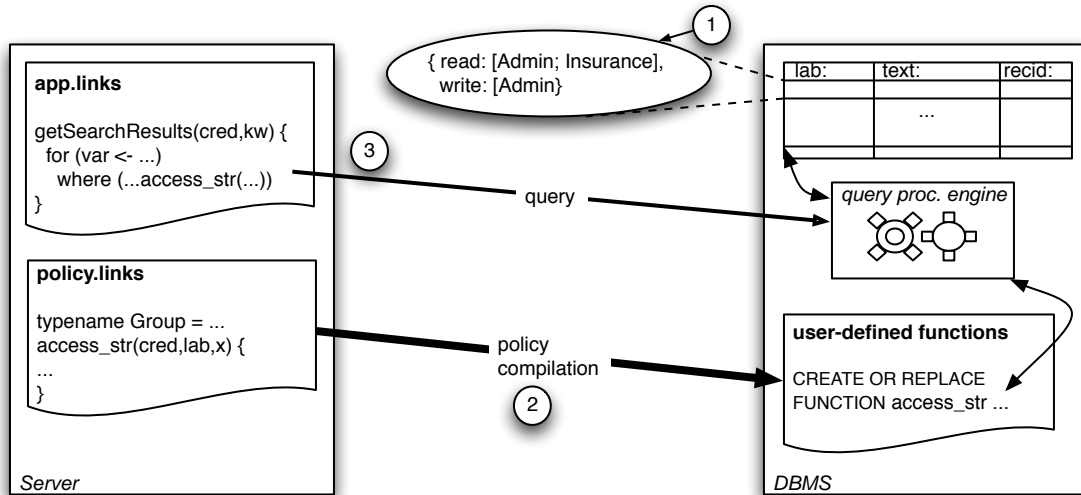 app.links
getSearchResults(cred,kw) {
for (var <- ...)
where (...access_str(...))
}
policy.links
typename Group = ...
access_str(cred,lab,x) {
...
}
Server
1
{ read: [Admin; Insurance],
write: [Admin}
3
query
policy
compilation
2
lab: text: recid:
...
query proc. engine
user-defined functions
CREATE OR REPLACE
FUNCTION access_str ...
DBMS